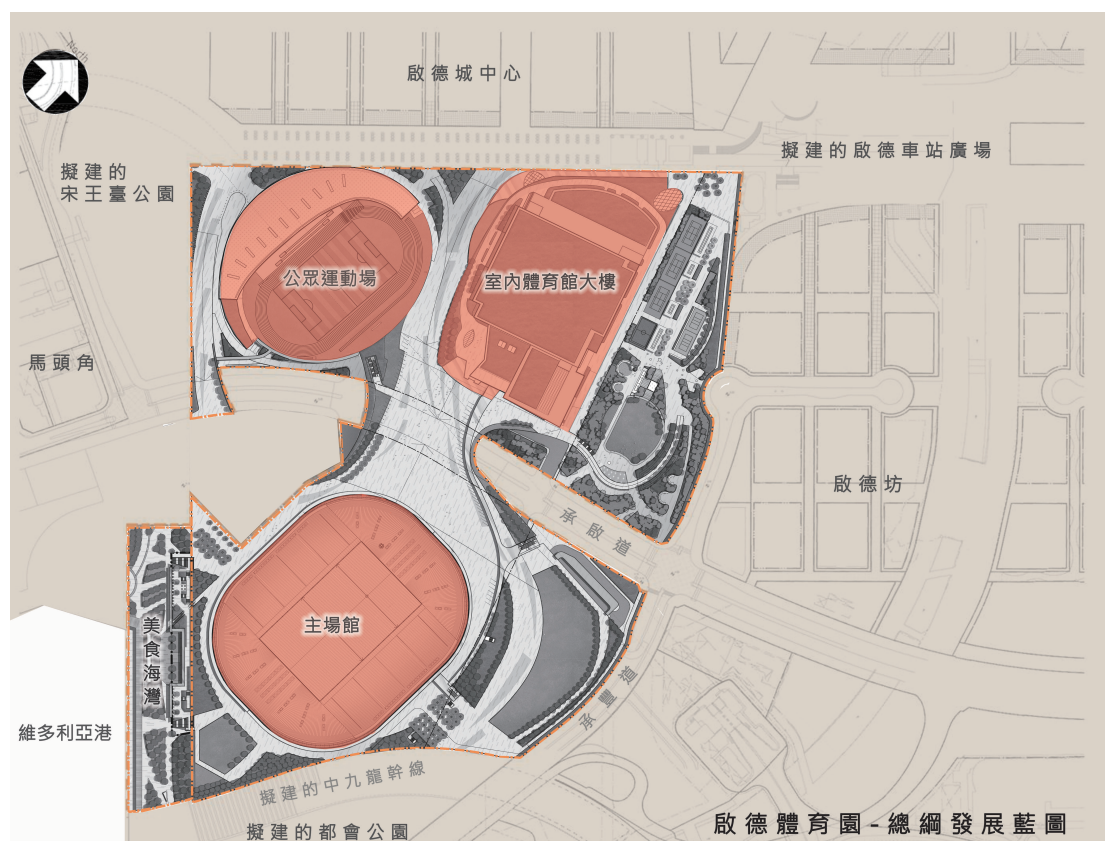 North
啟德城中心
擬建的啟德車站廣場
擬建的
宋王臺公園
公眾運動場
室內體育館大樓
馬頭角
啟德坊
承啟道
主場館
美食海灣
承豐道
維多利亞港
擬建的中九龍幹線
擬建的都會公園
啟德體育園-總綱發展藍圖